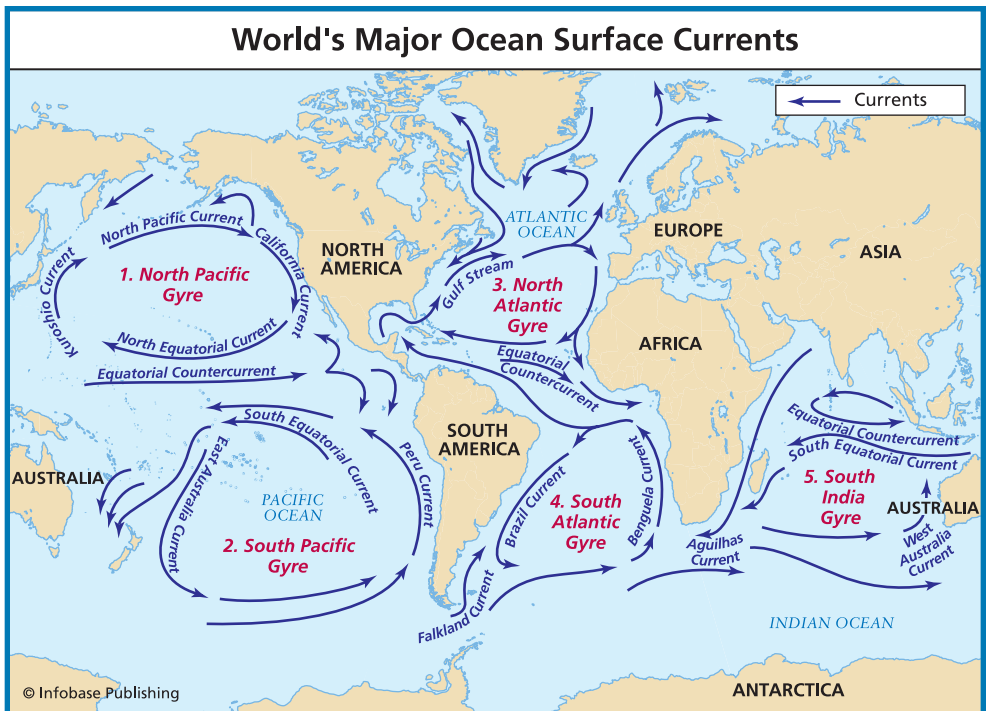 World's Major Ocean Surface Currents
Currents
ATLANTIC
OCEAN
EUROPE
ASIA
NORTH
AMERICA
North Pacific Current
California Current
Kuroshio Current
1. North Pacific
Gyre
Gulf Stream
3. North
Atlantic
Gyre
North Equatorial Current
Equatorial Countercurrent
AFRICA
Equatorial
Countercurrent
South Equatorial Current
East Australia Current
Peru Current
SOUTH
AMERICA
AUSTRALIA
PACIFIC
OCEAN
2. South Pacific
Gyre
Brazil Current
4. South
Atlantic
Gyre
Benguela Current
Falkland Current
Aguilhas
Current
Equatorial Countercurrent
South Equatorial Current
5. South
India
Gyre
AUSTRALIA
West
Australia
Current
INDIAN OCEAN
ANTARCTICA
© Infobase Publishing